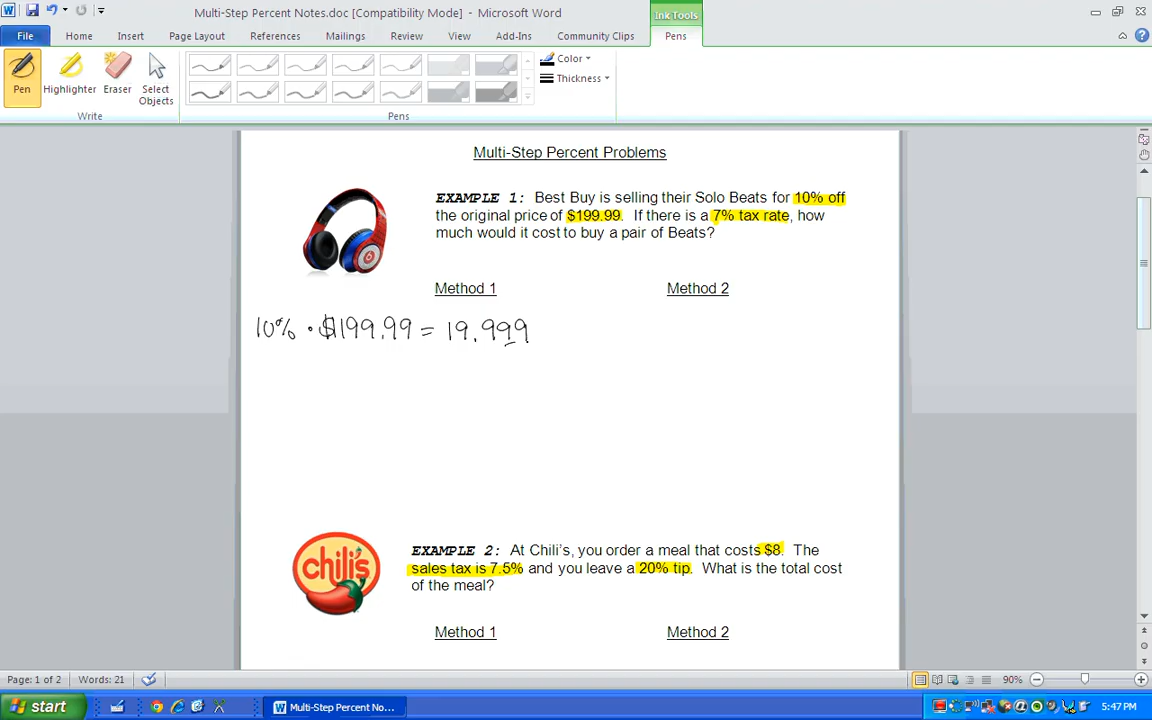 Multi-Step Percent Notes.doc [Compatibility Mode] - Microsoft Word
Ink Tools
File Home Insert Page Layout References Mailings Review View Add-Ins Community Clips Pens
Pen Highlighter Eraser Select Objects
Color
Thickness
Write Pens
Multi-Step Percent Problems
EXAMPLE 1: Best Buy is selling their Solo Beats for 10% off
the original price of $199.99. If there is a 7% tax rate, how
much would it cost to buy a pair of Beats?
Method 1 Method 2
10% · $199.99 = 19.999
chili's
EXAMPLE 2: At Chili's, you order a meal that costs $8. The
sales tax is 7.5% and you leave a 20% tip. What is the total cost
of the meal?
Method 1 Method 2
Page: 1 of 2 Words: 21 90%
start Multi-Step Percent No... 5:47 PM